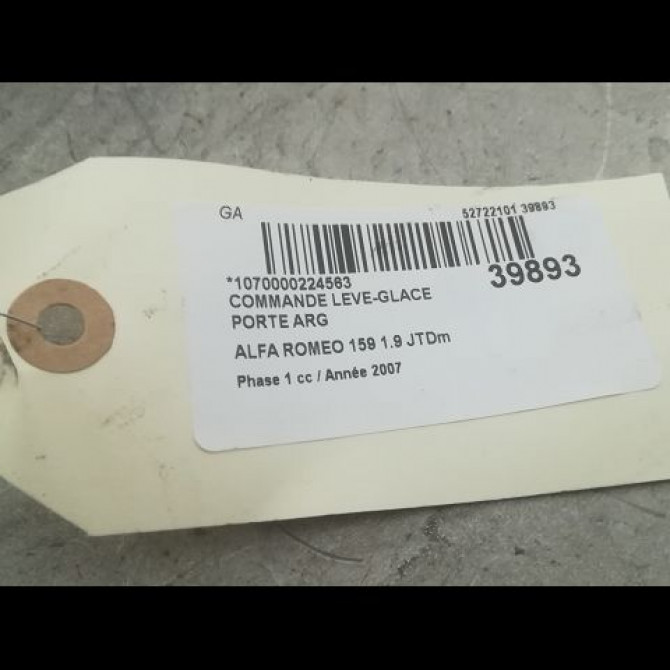 GA
52722101 39893
*1070000224563
39893
COMMANDE LEVE-GLACE
PORTE ARG
ALFA ROMEO 159 1.9 JTDm
Phase 1 cc / Année 2007